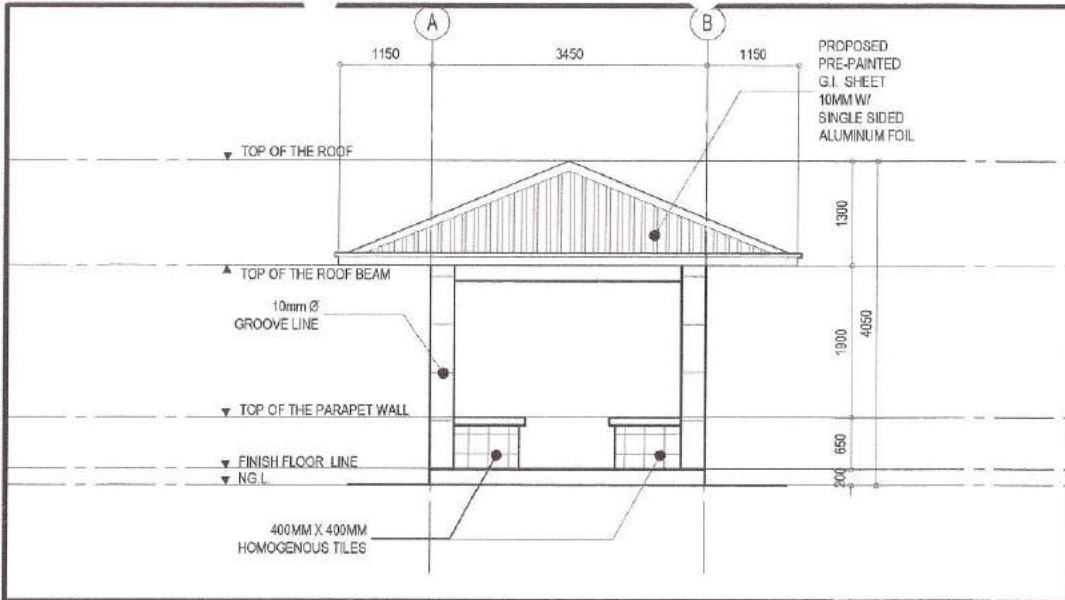 A
B
1150
3450
1150
PROPOSED
PRE-PAINTED
G.I. SHEET
10MM W/
SINGLE SIDED
ALUMINUM FOIL
TOP OF THE ROOF
1300
TOP OF THE ROOF BEAM
10mm Ø
GROOVE LINE
1900
4050
TOP OF THE PARAPET WALL
650
FINISH FLOOR LINE
NG.L.
200
400MM X 400MM
HOMOGENOUS TILES